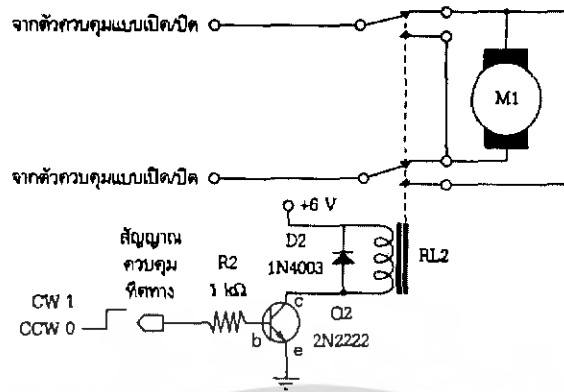 จากตัวควบคุมแบบเปิด/ปิด
M1
จากตัวควบคุมแบบเปิด/ปิด
+6 V
สัญญาณ
ควบคุม
ทิศทาง
D2
1N4003
RL2
R2
1 kΩ
CW 1
CCW 0
c
b
e
Q2
2N2222